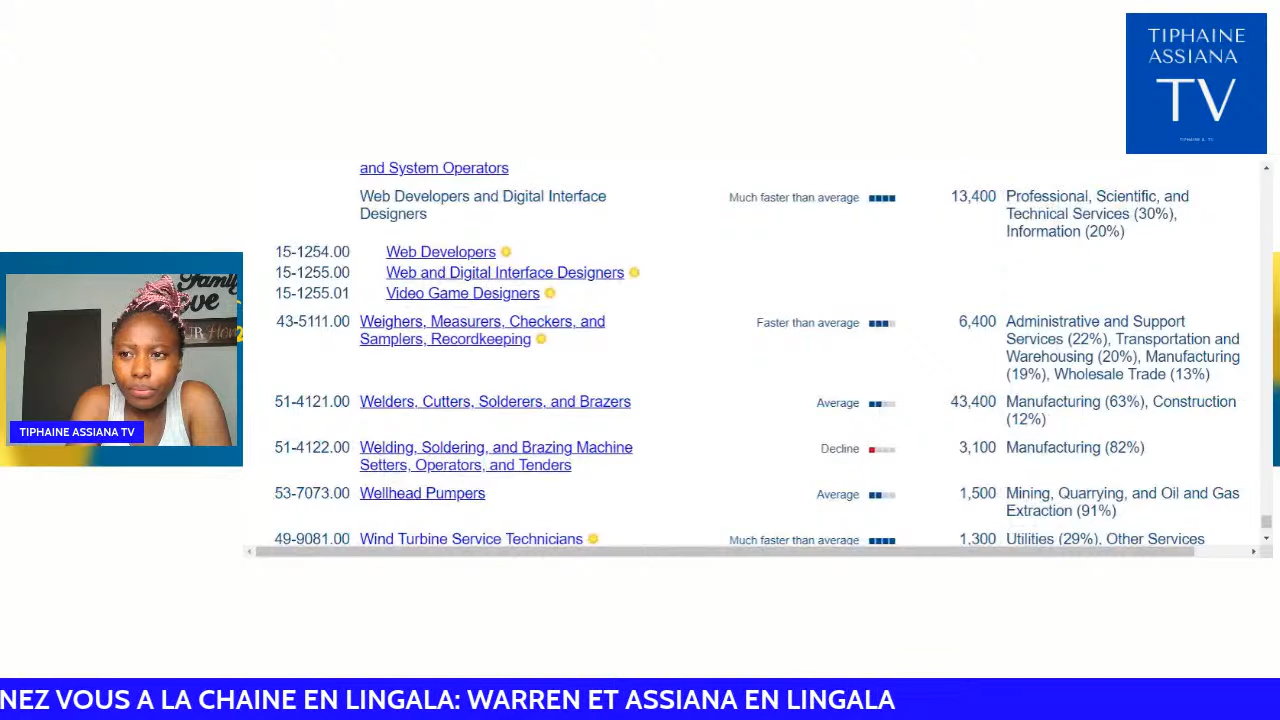 TIPHAINE
ASSIANA
TV
TIPHAINE A. TV
and System Operators
Web Developers and Digital Interface
Designers
Much faster than average
13,400
Professional, Scientific, and
Technical Services (30%),
Information (20%)
15-1254.00 Web Developers
15-1255.00 Web and Digital Interface Designers
15-1255.01 Video Game Designers
43-5111.00 Weighers, Measurers, Checkers, and
Samplers, Recordkeeping
Faster than average
6,400
Administrative and Support
Services (22%), Transportation and
Warehousing (20%), Manufacturing
(19%), Wholesale Trade (13%)
51-4121.00 Welders, Cutters, Solderers, and Brazers
Average
43,400
Manufacturing (63%), Construction
(12%)
51-4122.00 Welding, Soldering, and Brazing Machine
Setters, Operators, and Tenders
Decline
3,100
Manufacturing (82%)
53-7073.00 Wellhead Pumpers
Average
1,500
Mining, Quarrying, and Oil and Gas
Extraction (91%)
49-9081.00 Wind Turbine Service Technicians
Much faster than average
1,300
Utilities (29%), Other Services
Family
TIPHAINE ASSIANA TV
NEZ VOUS A LA CHAINE EN LINGALA: WARREN ET ASSIANA EN LINGALA